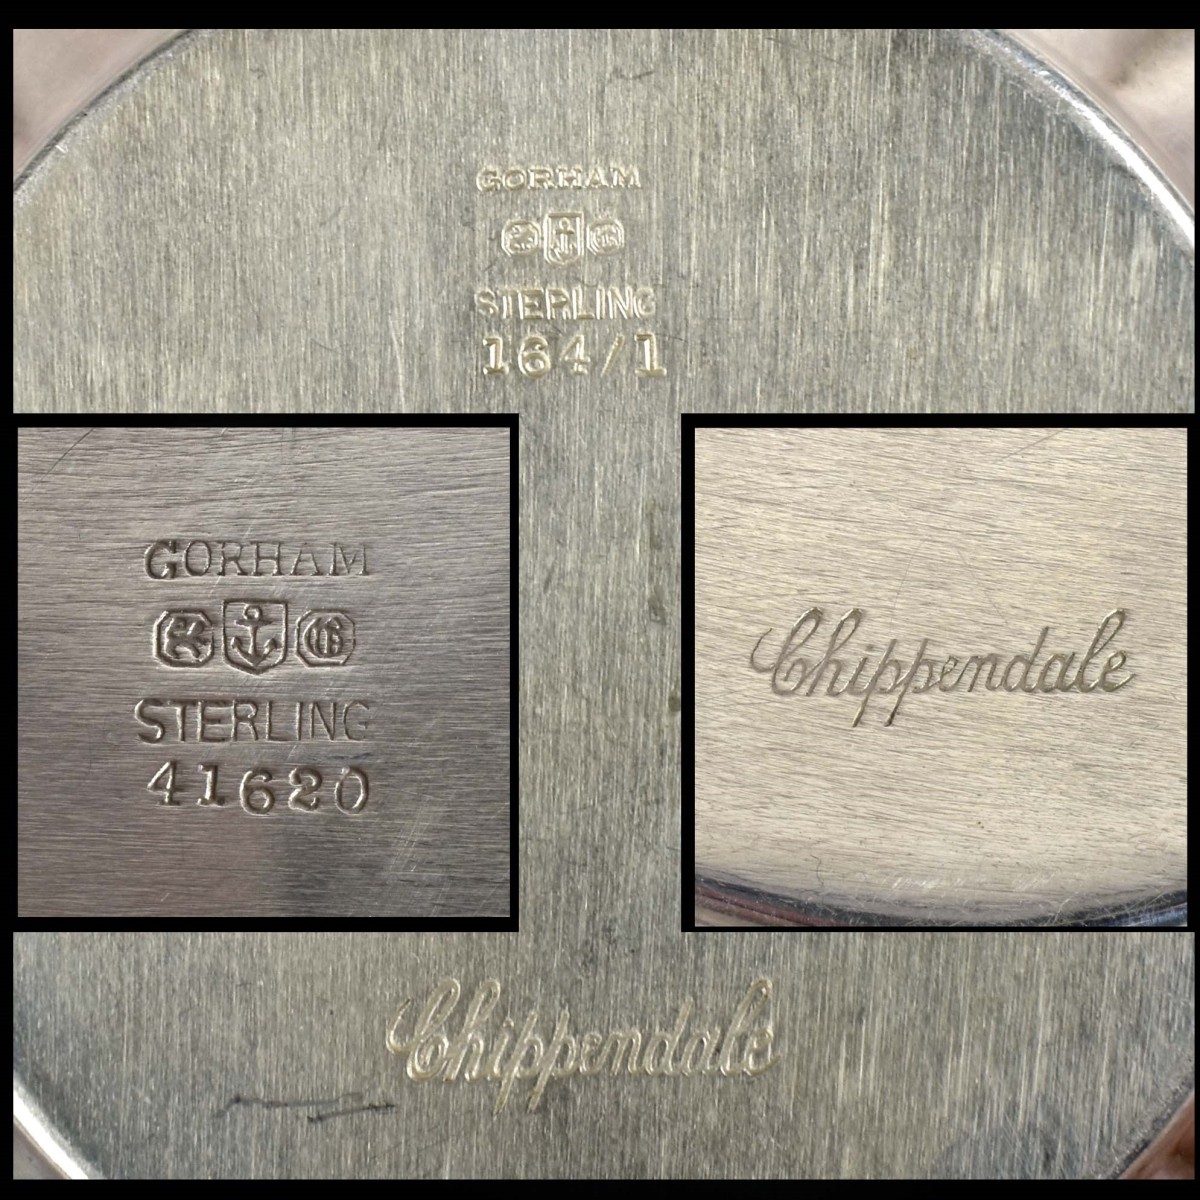 GORHAM
STERLING
164/1
GORHAM
G
STERLING
41620
Chippendale
Chippendale